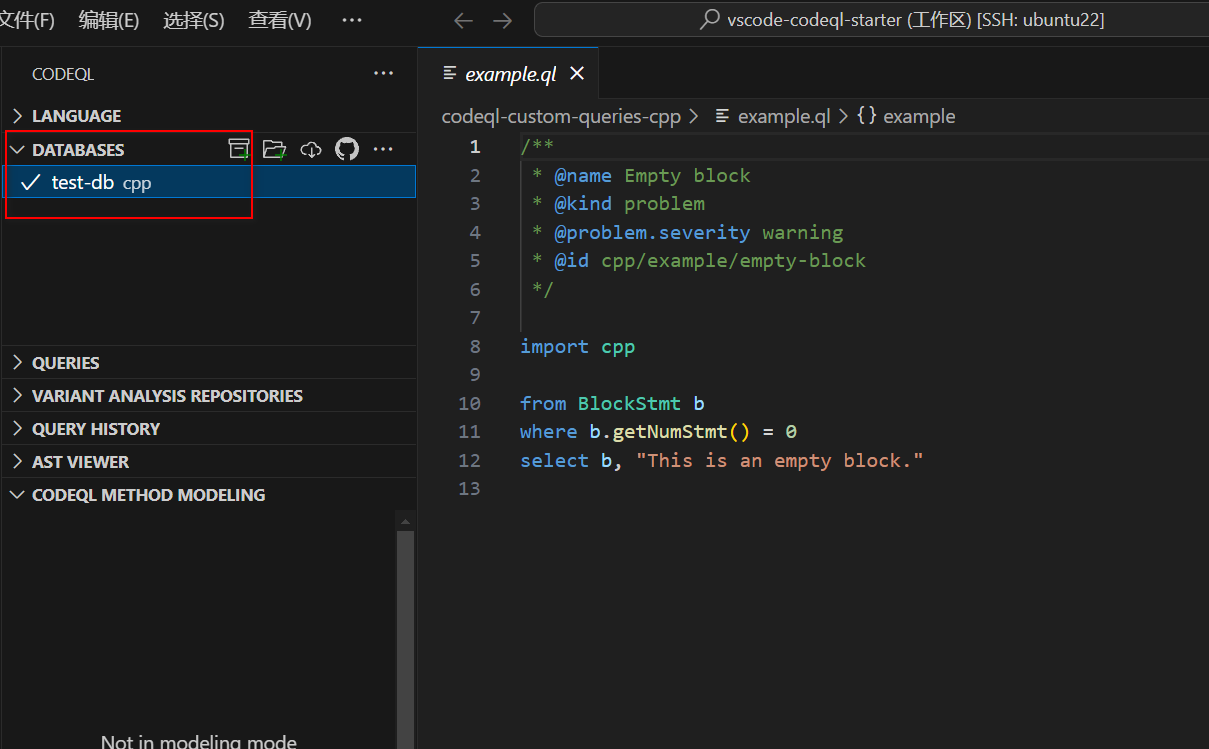 文件(F) 编辑(E) 选择(S) 查看(V) ··· vscode-codeql-starter (工作区) [SSH: ubuntu22]
CODEQL
LANGUAGE
DATABASES
test-db cpp
QUERIES
VARIANT ANALYSIS REPOSITORIES
QUERY HISTORY
AST VIEWER
CODEQL METHOD MODELING
Not in modeling mode
example.ql
codeql-custom-queries-cpp > example.ql > {} example
1 /**
2 * @name Empty block
3 * @kind problem
4 * @problem.severity warning
5 * @id cpp/example/empty-block
6 */
7
8 import cpp
9
10 from BlockStmt b
11 where b.getNumStmt() = 0
12 select b, "This is an empty block."
13